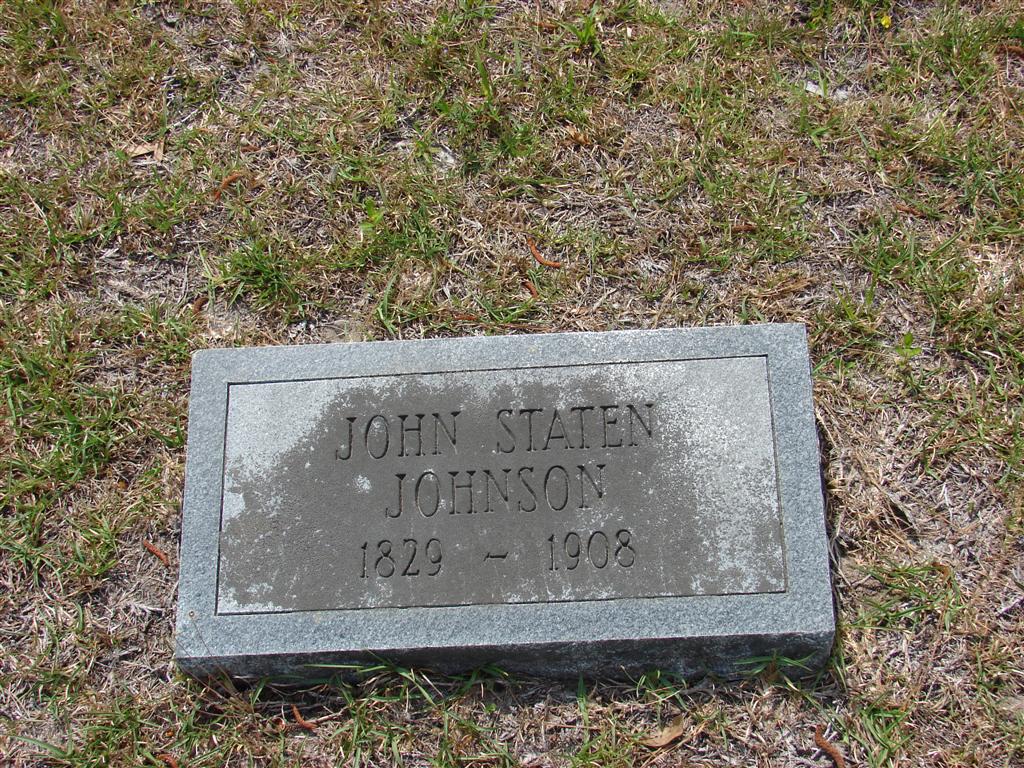 JOHN STATEN
JOHNSON
1829 ~ 1908